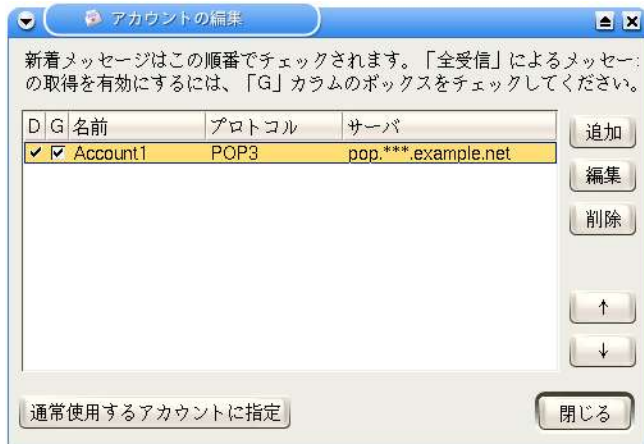 アカウントの編集
新着メッセージはこの順番でチェックされます。「全受信」によるメッセー
の取得を有効にするには、「G」カラムのボックスをチェックしてください。
D G 名前 プロトコル サーバ
Account1 POP3 pop.***.example.net
追加
編集
削除
↑
↓
通常使用するアカウントに指定
閉じる